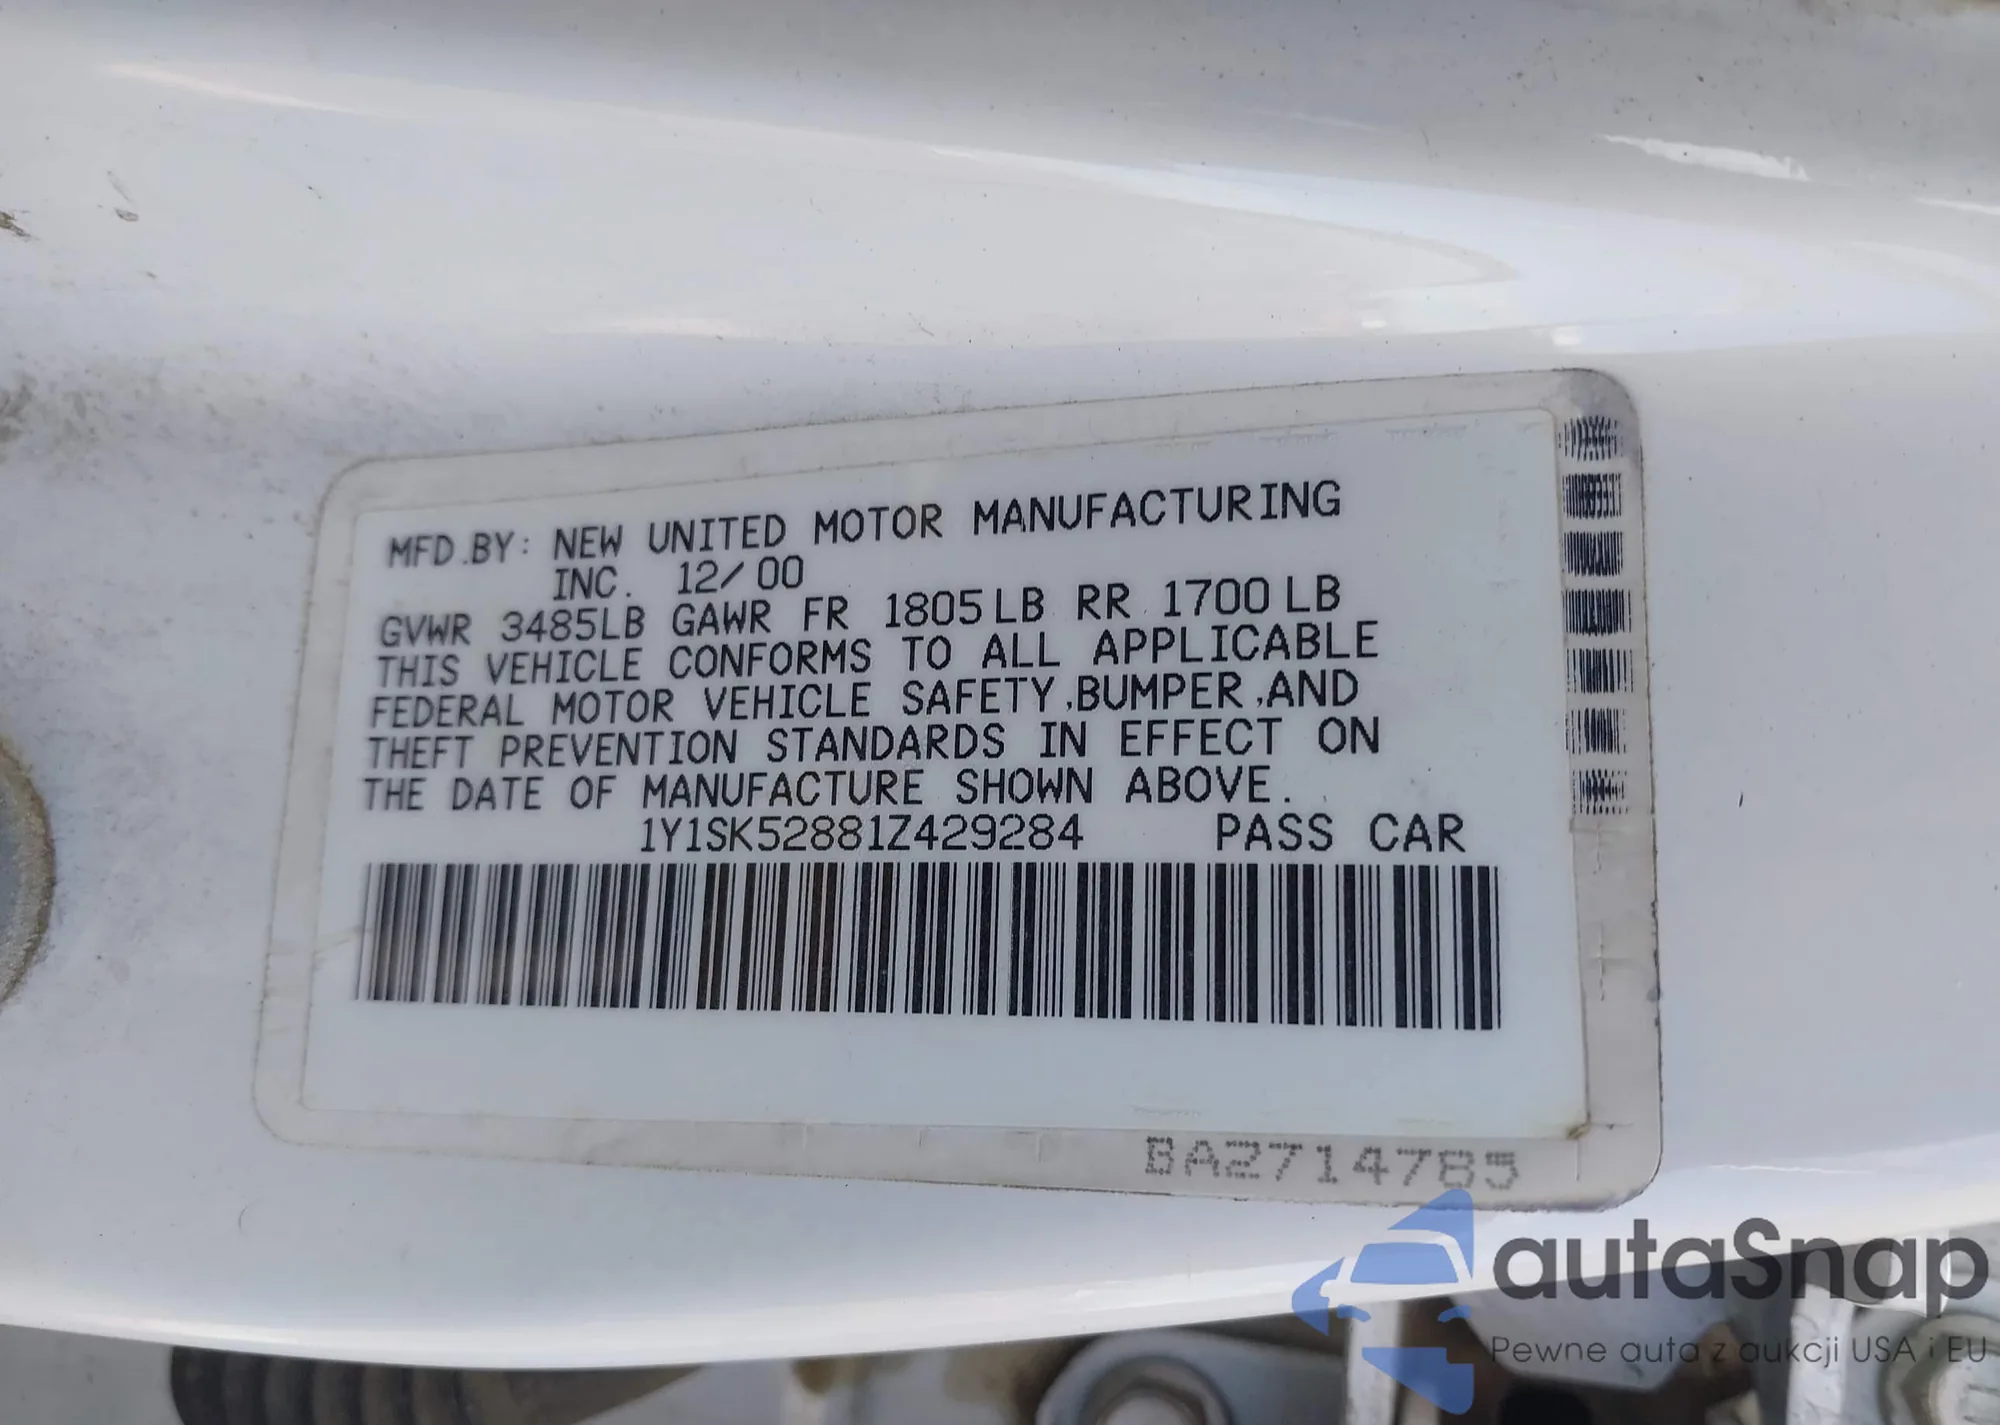 MFD.BY: NEW UNITED MOTOR MANUFACTURING
INC. 12/00
GVWR 3485LB GAWR FR 1805LB RR 1700LB
THIS VEHICLE CONFORMS TO ALL APPLICABLE
FEDERAL MOTOR VEHICLE SAFETY,BUMPER,AND
THEFT PREVENTION STANDARDS IN EFFECT ON
THE DATE OF MANUFACTURE SHOWN ABOVE.
1Y1SK52881Z429284 PASS CAR
BA2714785
autaSnap
Pewne auta z aukcji USA i EU